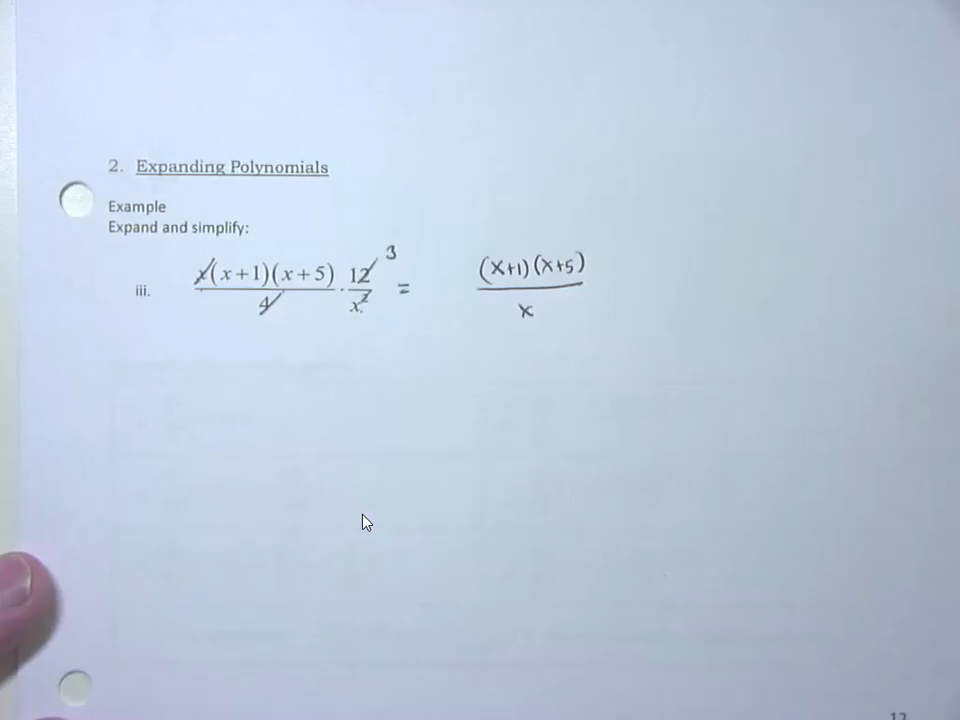 2. Expanding Polynomials
Example
Expand and simplify:
3
iii. x(x+1)(x+5)/4 · 12/x² = (x+1)(x+5)/x